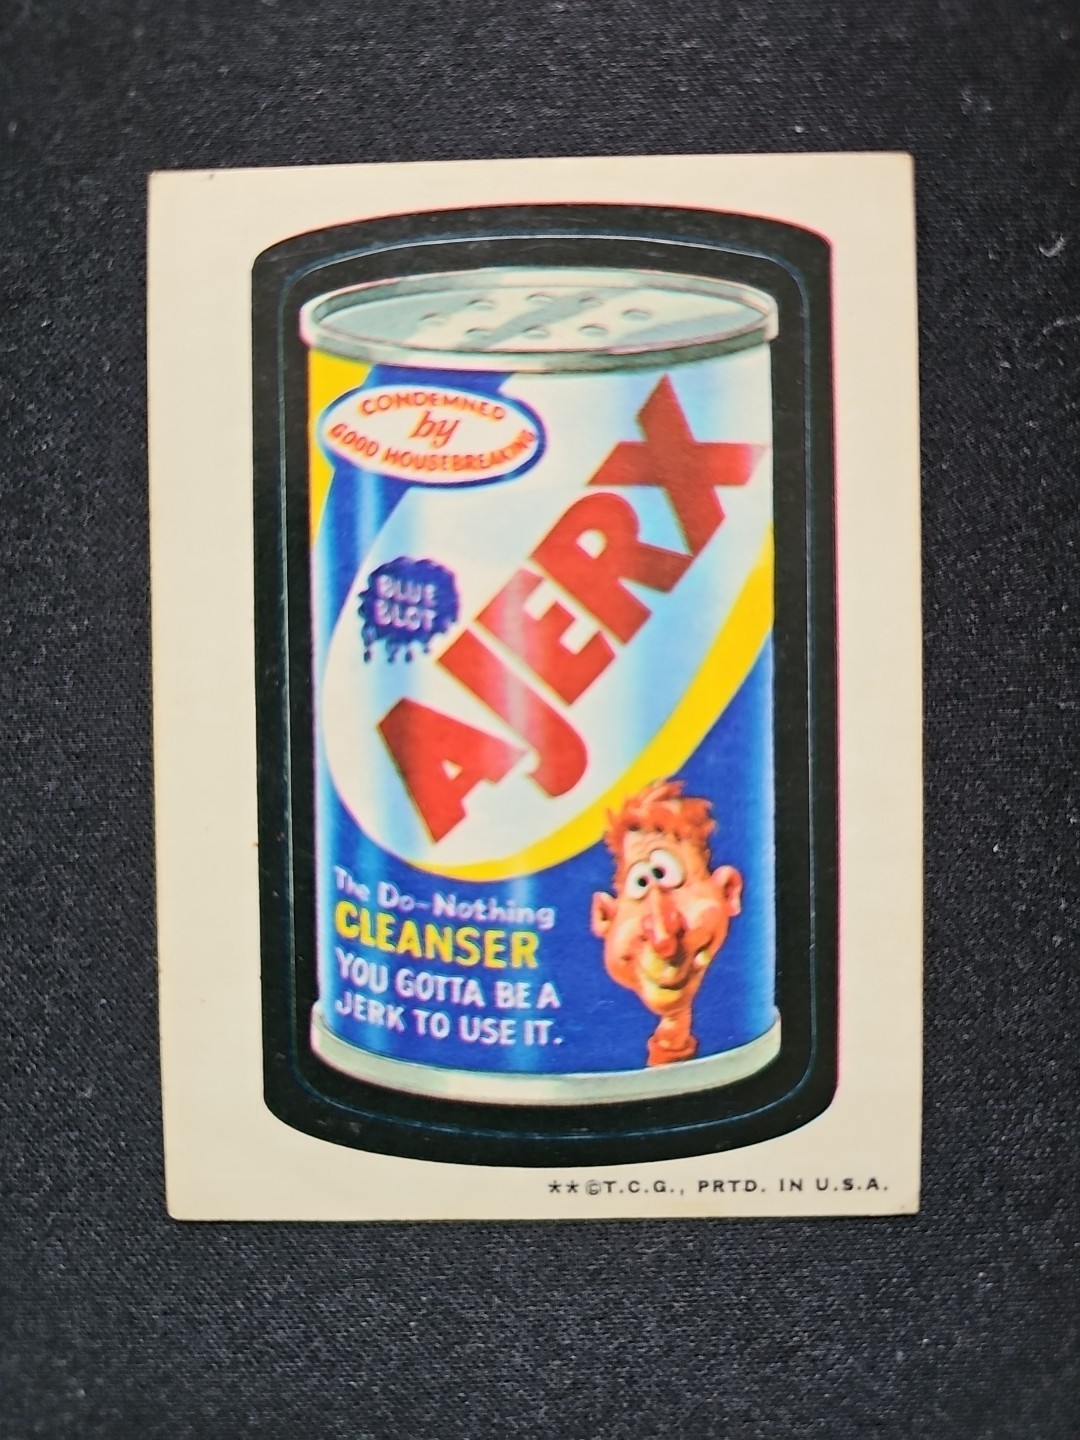 CONDEMNED
by
GOOD HOUSEBREAKING
AJERX
BLUE
BLOT
The Do-Nothing
CLEANSER
YOU GOTTA BE A
JERK TO USE IT.
**©T.C.G., PRTD. IN U.S.A.